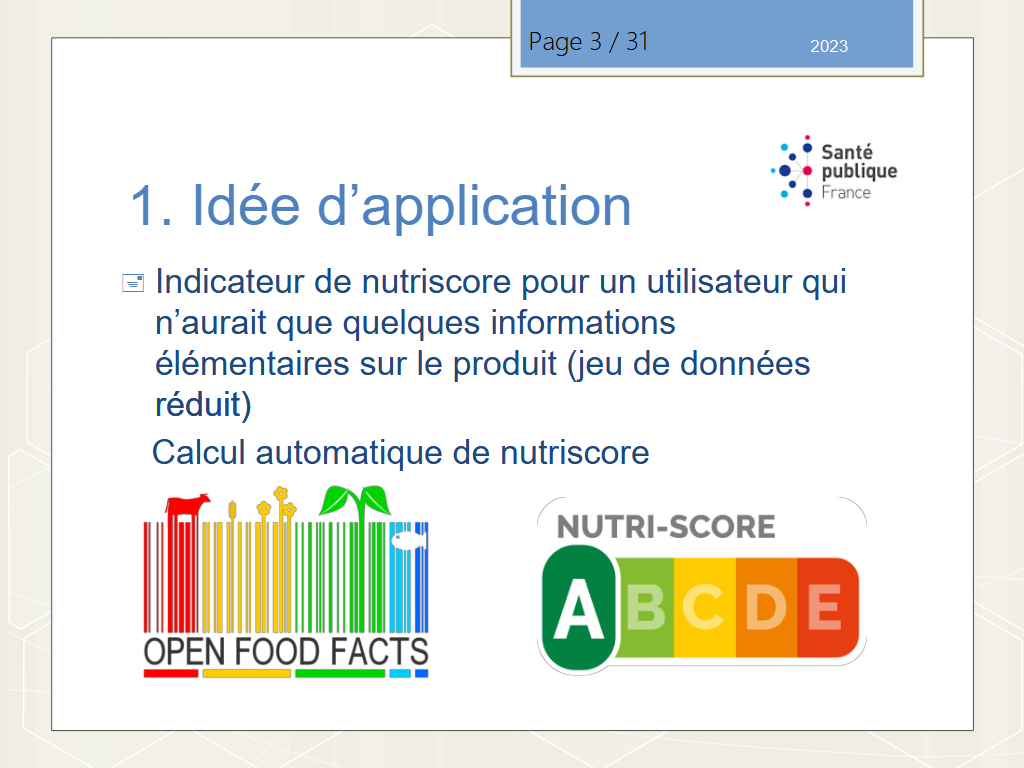 Page 3 / 31
2023
Santé
publique
France
1. Idée d’application
Indicateur de nutriscore pour un utilisateur qui
n’aurait que quelques informations
élémentaires sur le produit (jeu de données
réduit)
Calcul automatique de nutriscore
OPEN FOOD FACTS
NUTRI-SCORE
A B C D E